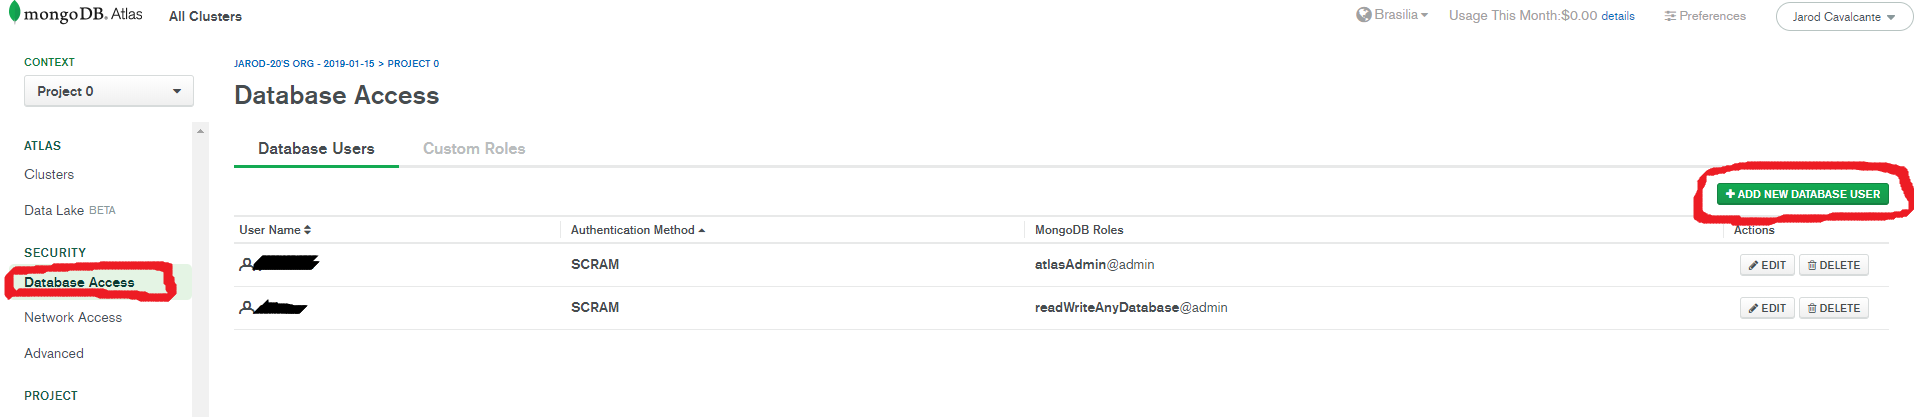 mongoDB. Atlas All Clusters Brasilia Usage This Month:$0.00 details Preferences Jarod Cavalcante
CONTEXT
Project 0
ATLAS
Clusters
Data Lake BETA
SECURITY
Database Access
Network Access
Advanced
PROJECT
JAROD-20'S ORG - 2019-01-15 > PROJECT 0
Database Access
Database Users Custom Roles
+ ADD NEW DATABASE USER
User Name Authentication Method MongoDB Roles Actions
SCRAM atlasAdmin@admin EDIT DELETE
SCRAM readWriteAnyDatabase@admin EDIT DELETE